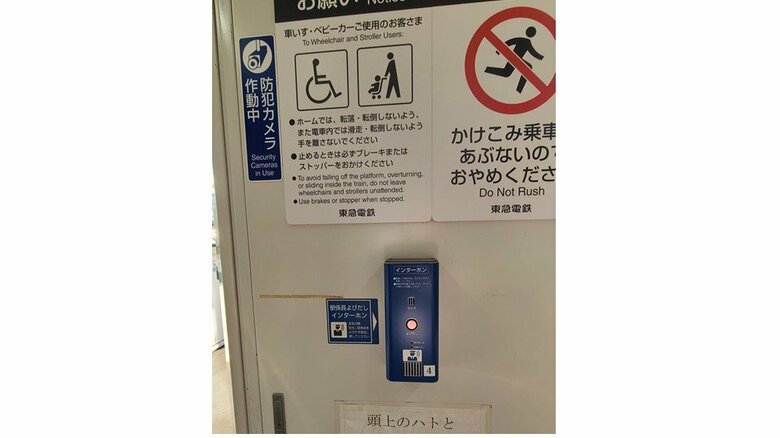 お願い Notice
車いす・ベビーカーご使用のお客さま
To Wheelchair and Stroller Users:
●ホームでは、転落・転倒しないよう、
また電車内では滑走・転倒しないよう
手を離さないでください
●止めるときは必ずブレーキまたは
ストッパーをおかけください
●To avoid falling off the platform, overturning,
or sliding inside the train, do not leave
wheelchairs and strollers unattended.
●Use brakes or stopper when stopped.
東急電鉄
かけこみ乗車
あぶないので
おやめくださ
Do Not Rush
東急電鉄
防犯カメラ
作動中
Security
Cameras
in Use
インターホン
マイク
駅係員よびだし
インターホン
4
頭上のハトと